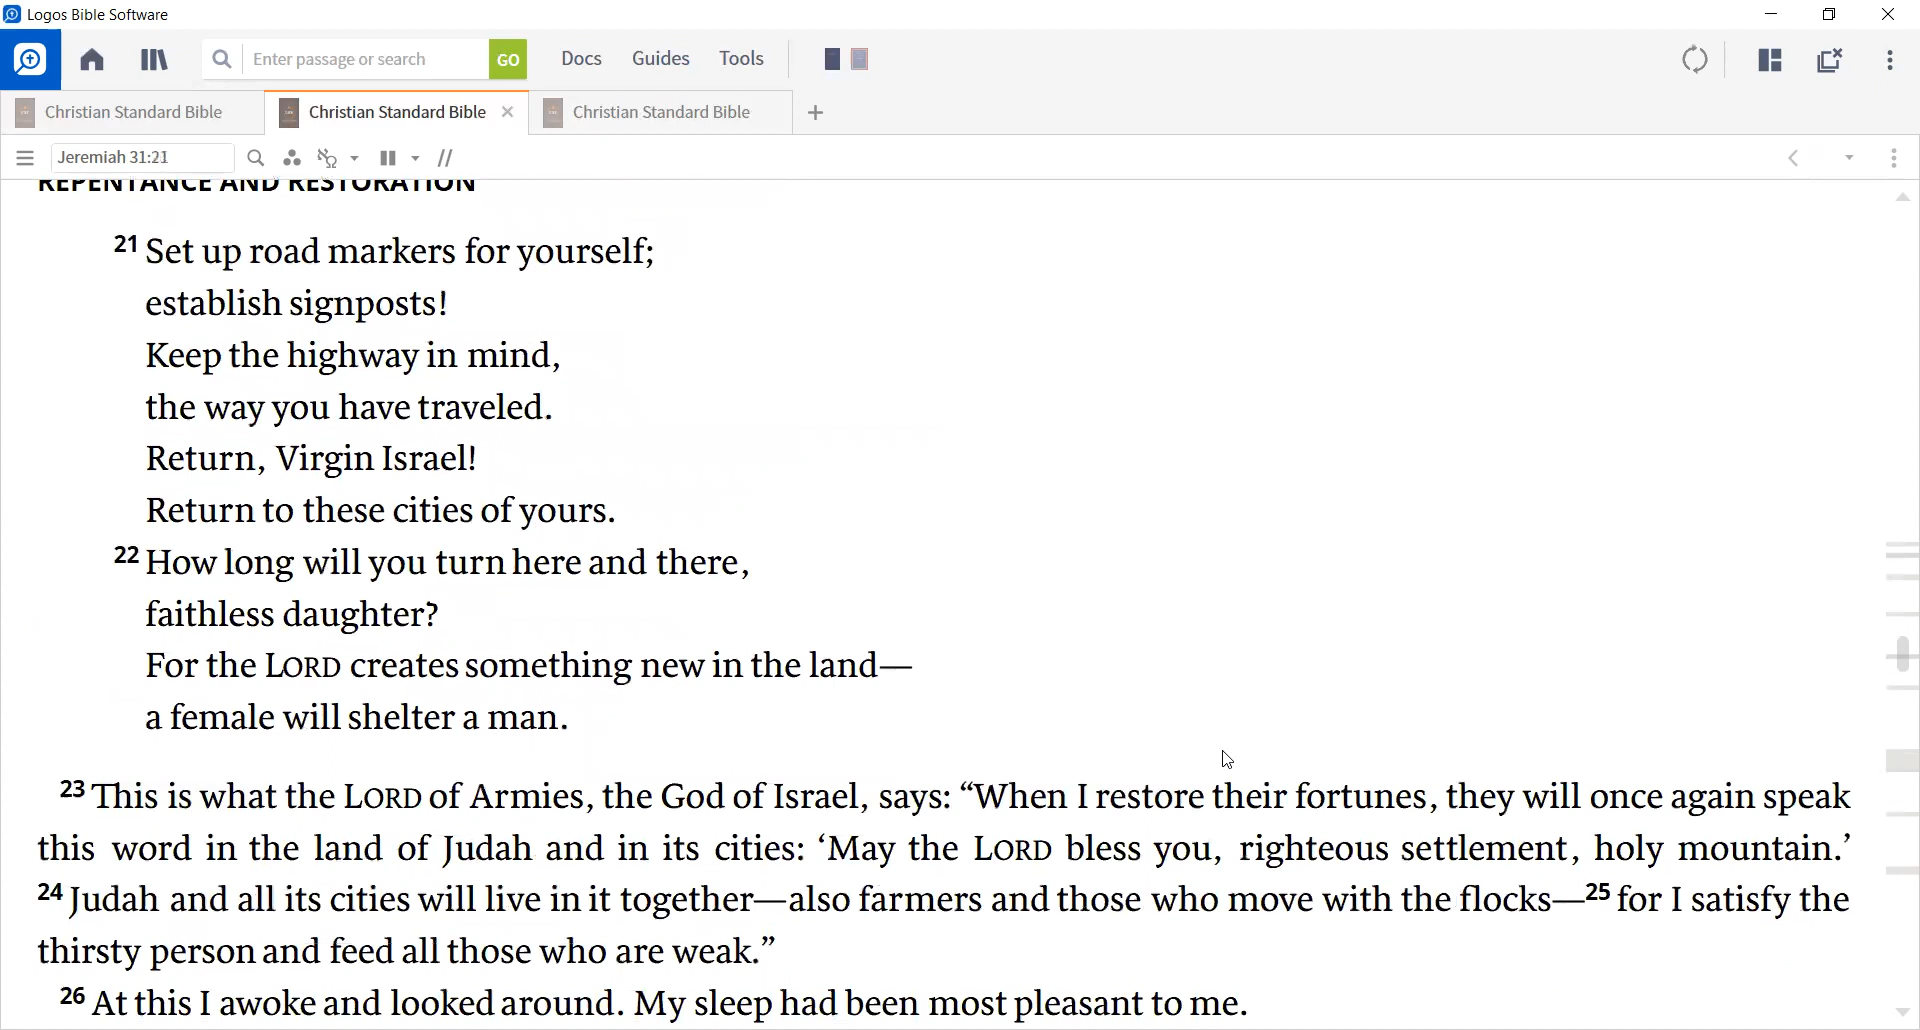 Logos Bible Software
Enter passage or search
GO
Docs
Guides
Tools
Christian Standard Bible
Christian Standard Bible
Christian Standard Bible
Jeremiah 31:21
REPENTANCE AND RESTORATION
21 Set up road markers for yourself;
establish signposts!
Keep the highway in mind,
the way you have traveled.
Return, Virgin Israel!
Return to these cities of yours.
22 How long will you turn here and there,
faithless daughter?
For the LORD creates something new in the land—
a female will shelter a man.
23 This is what the LORD of Armies, the God of Israel, says: “When I restore their fortunes, they will once again speak
this word in the land of Judah and in its cities: ‘May the LORD bless you, righteous settlement, holy mountain.’
24 Judah and all its cities will live in it together—also farmers and those who move with the flocks—25 for I satisfy the
thirsty person and feed all those who are weak.”
26 At this I awoke and looked around. My sleep had been most pleasant to me.